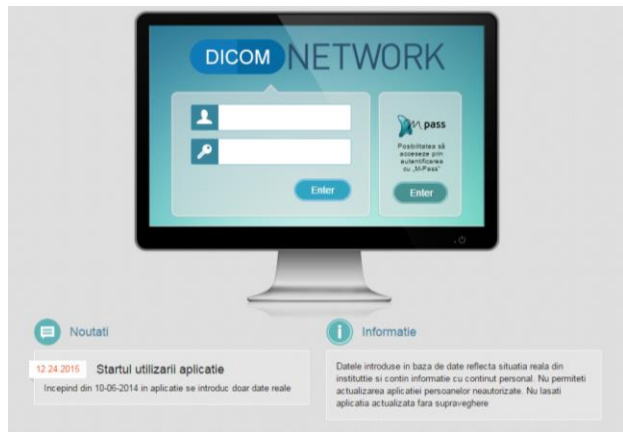 DICOM NETWORK
pass
Posibilitatea să
acceseze prin
autentificarea
cu „M-Pass"
Enter
Enter
Noutati
12.24.2015 Startul utilizarii aplicatie
Incepind din 10-06-2014 in aplicatie se introduc doar date reale
Informatie
Datele introduse in baza de date reflecta situatia reala din
instituttie si contin informatie cu continut personal. Nu permiteti
actualizarea aplicatiei persoanelor neautorizate. Nu lasati
aplicatia actualizata fara supraveghere